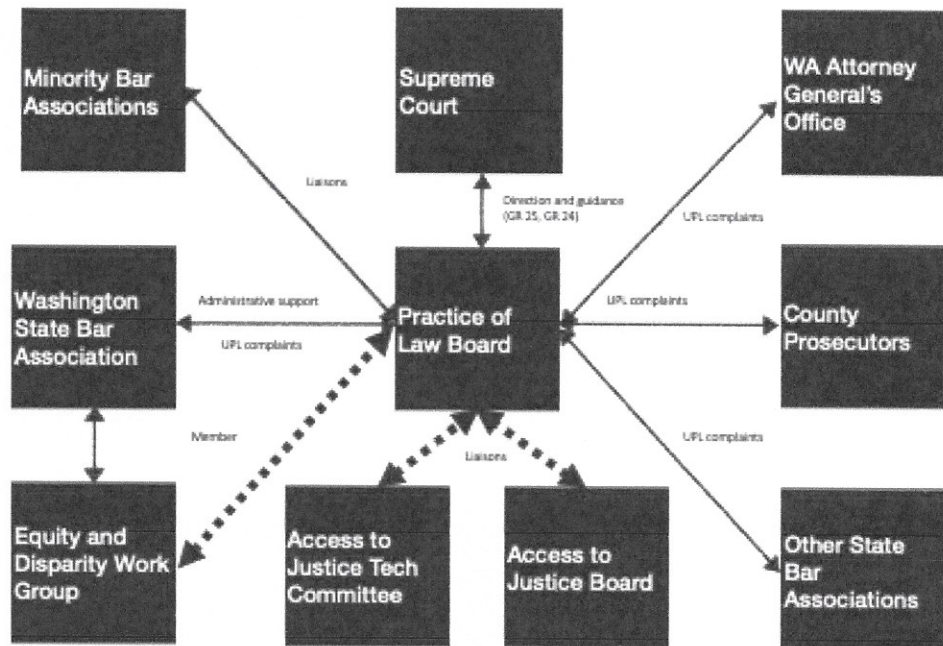 Minority Bar
Associations
Supreme
Court
WA Attorney
General's
Office
Liaisons
Direction and guidance
(GR 25, GR 24)
UPL complaints
Washington
State Bar
Association
Administrative support
UPL complaints
Practice of
Law Board
UPL complaints
County
Prosecutors
Member
Liaisons
UPL complaints
Equity and
Disparity Work
Group
Access to
Justice Tech
Committee
Access to
Justice Board
Other State
Bar
Associations